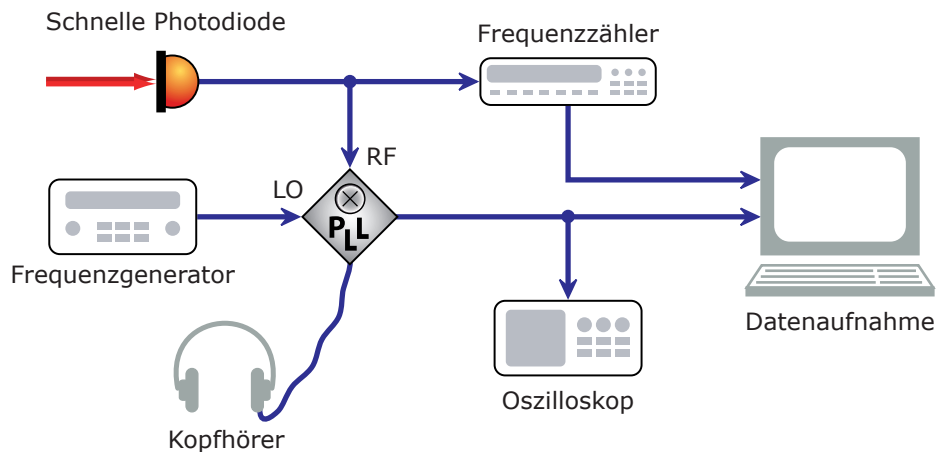 Schnelle Photodiode
Frequenzzähler
RF
LO
PLL
Frequenzgenerator
Datenaufnahme
Oszilloskop
Kopfhörer